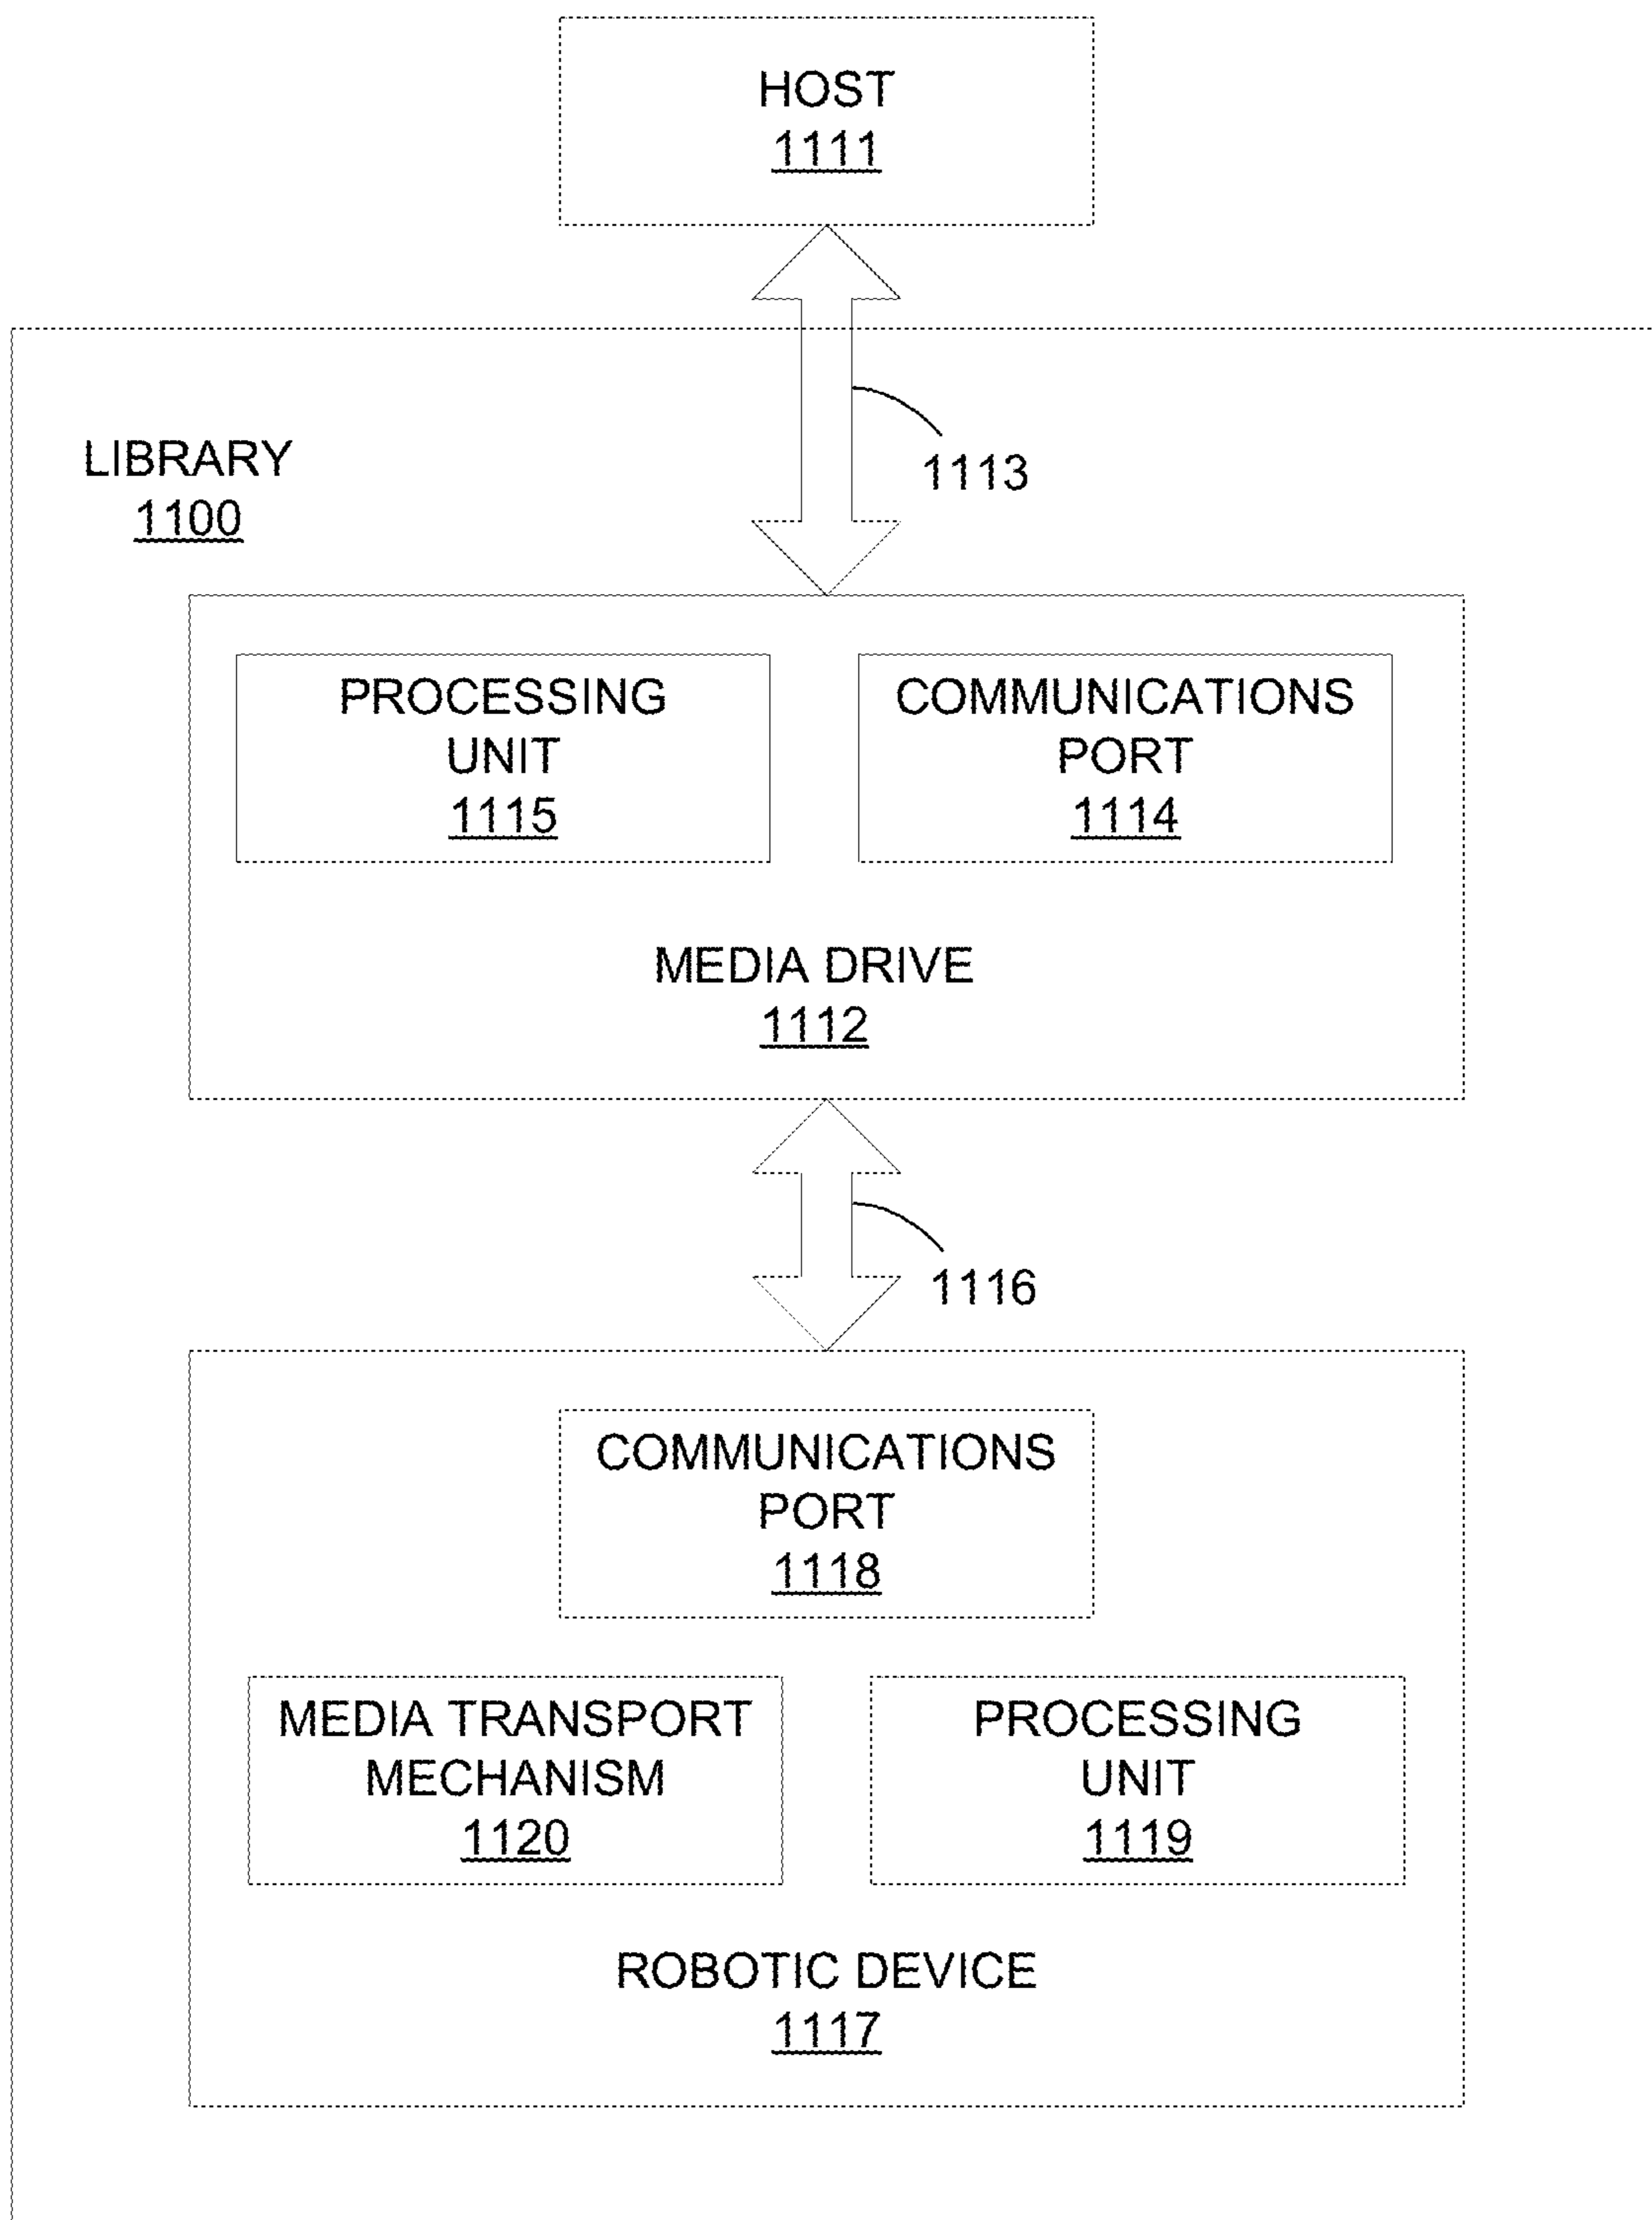 HOST
1111
1113
LIBRARY
1100
PROCESSING
UNIT
1115
COMMUNICATIONS
PORT
1114
MEDIA DRIVE
1112
1116
COMMUNICATIONS
PORT
1118
MEDIA TRANSPORT
MECHANISM
1120
PROCESSING
UNIT
1119
ROBOTIC DEVICE
1117